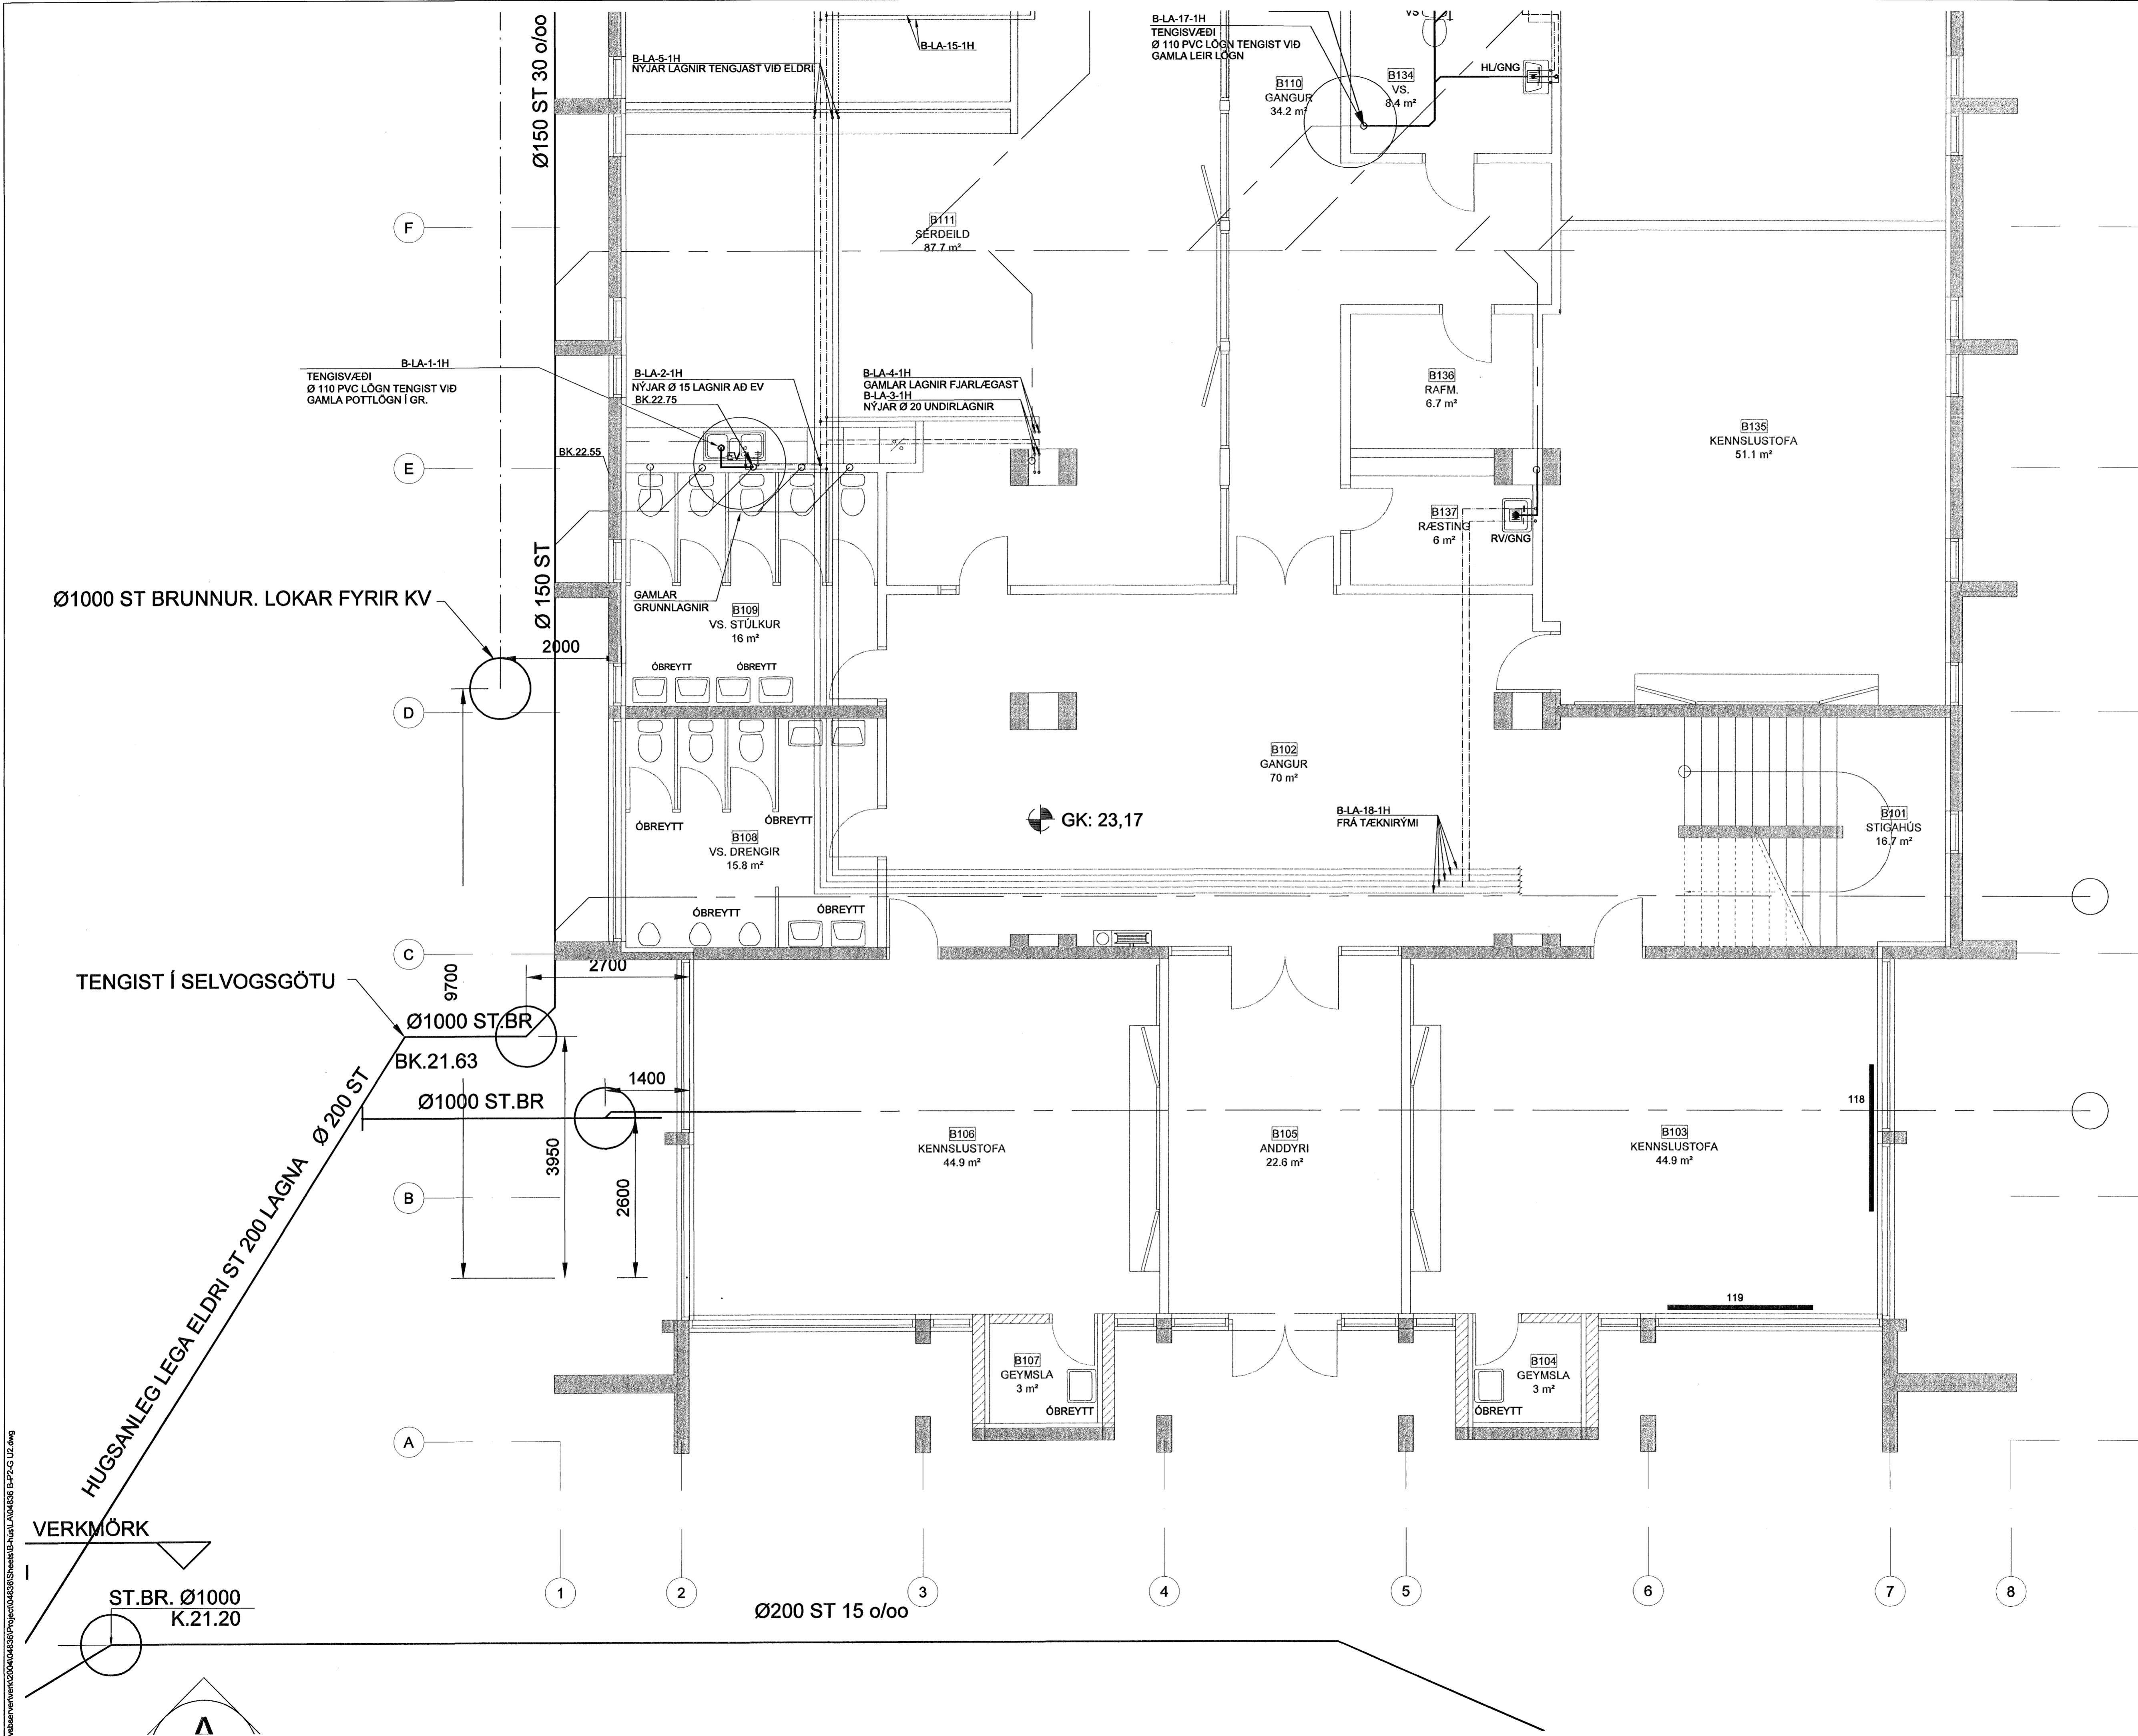 Ø150 ST 30 o/oo
B-LA-5-1H
NÝJAR LAGNIR TENGJAST VIÐ ELDRI
B-LA-15-1H
B-LA-17-1H
TENGISVÆÐI
Ø 110 PVC LÖGN TENGIST VIÐ
GAMLA LEIR LÖGN
VS
HL/GNG
B110
GANGUR
34.2 m²
B134
VS.
8.4 m²
F
B111
SÉRDEILD
87.7 m²
B-LA-1-1H
TENGISVÆÐI
Ø 110 PVC LÖGN TENGIST VIÐ
GAMLA POTTLÖGN Í GR.
B-LA-2-1H
NÝJAR Ø 15 LAGNIR AÐ EV
BK.22.75
B-LA-4-1H
GAMLAR LAGNIR FJARLÆGAST
B-LA-3-1H
NÝJAR Ø 20 UNDIRLAGNIR
B136
RAFM.
6.7 m²
B135
KENNSLUSTOFA
51.1 m²
BK.22.55
EV
E
B137
RÆSTING
6 m²
RV/GNG
Ø 150 ST
Ø1000 ST BRUNNUR. LOKAR FYRIR KV
GAMLAR
GRUNNLAGNIR
B109
VS. STÚLKUR
16 m²
2000
ÓBREYTT
ÓBREYTT
D
B102
GANGUR
70 m²
ÓBREYTT
ÓBREYTT
B108
VS. DRENGIR
15.8 m²
GK: 23,17
B-LA-18-1H
FRÁ TÆKNIRÝMI
B101
STIGAHÚS
16.7 m²
ÓBREYTT
ÓBREYTT
C
TENGIST Í SELVOGSGÖTU
9700
2700
Ø1000 ST.BR
BK.21.63
Ø 200 ST
1400
Ø1000 ST.BR
118
3950
2600
B106
KENNSLUSTOFA
44.9 m²
B105
ANDDYRI
22.6 m²
B103
KENNSLUSTOFA
44.9 m²
B
HUGSANLEG LEGA ELDRI ST 200 LAGNA
119
B107
GEYMSLA
3 m²
ÓBREYTT
B104
GEYMSLA
3 m²
ÓBREYTT
A
VERKMÖRK
1
2
3
4
5
6
7
8
ST.BR. Ø1000
K.21.20
Ø200 ST 15 o/oo
A